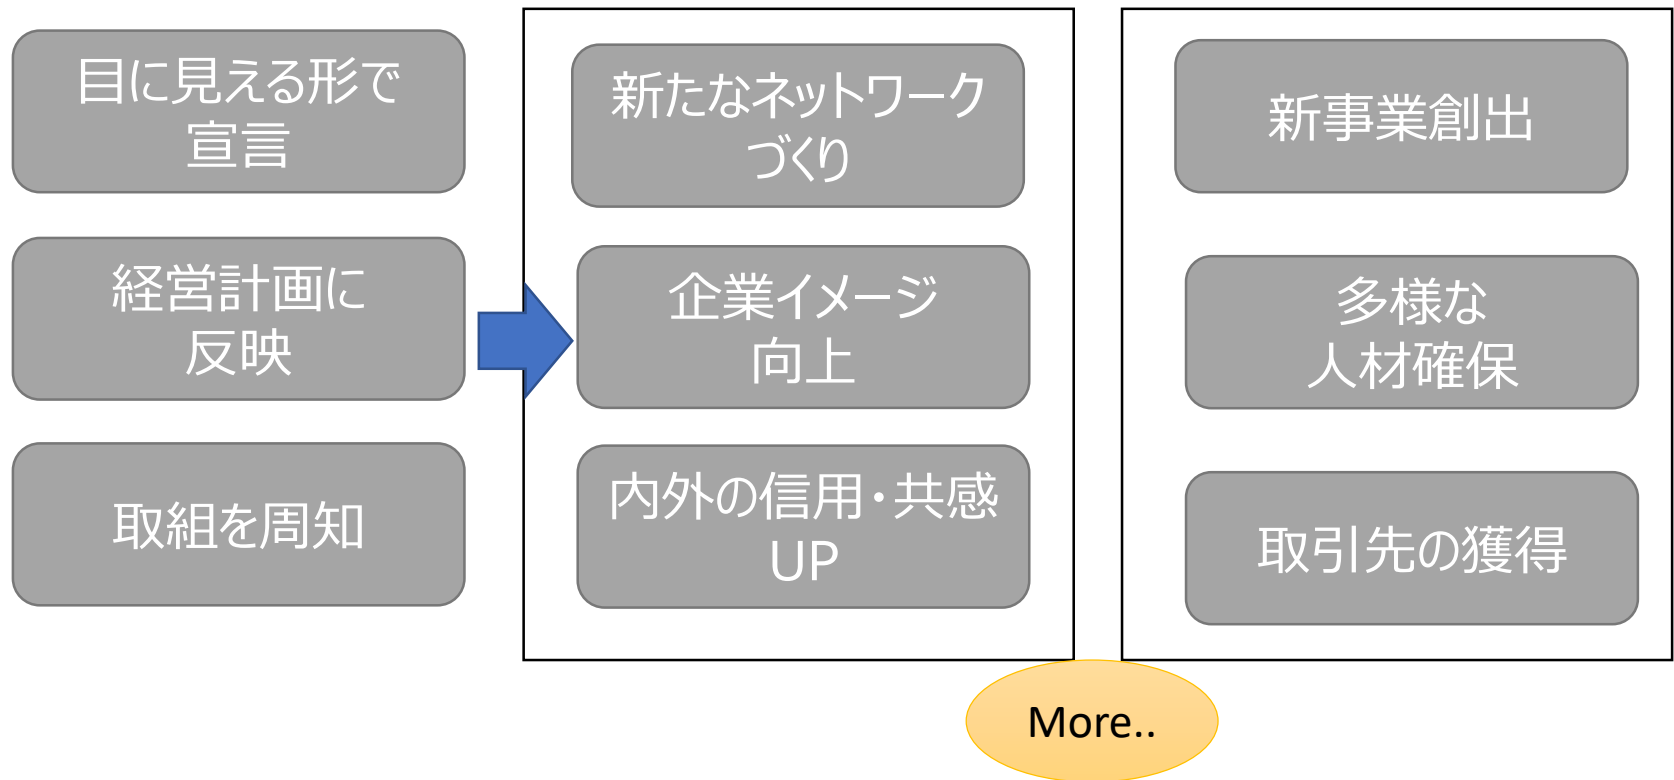 目に見える形で
宣言
経営計画に
反映
取組を周知
新たなネットワーク
づくり
企業イメージ
向上
内外の信用・共感
UP
新事業創出
多様な
人材確保
取引先の獲得
More..